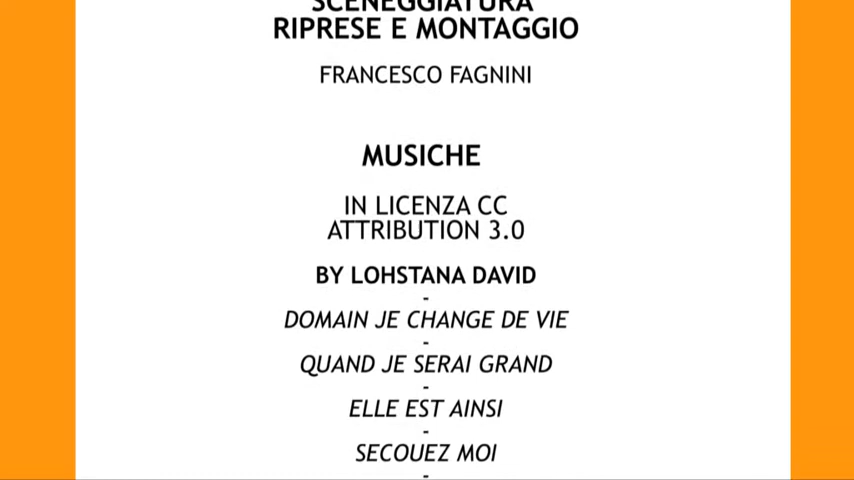 SCENEGGIATURA
RIPRESE E MONTAGGIO
FRANCESCO FAGNINI
MUSICHE
IN LICENZA CC
ATTRIBUTION 3.0
BY LOHSTANA DAVID
-
DOMAIN JE CHANGE DE VIE
-
QUAND JE SERAI GRAND
-
ELLE EST AINSI
-
SECOUEZ MOI
-